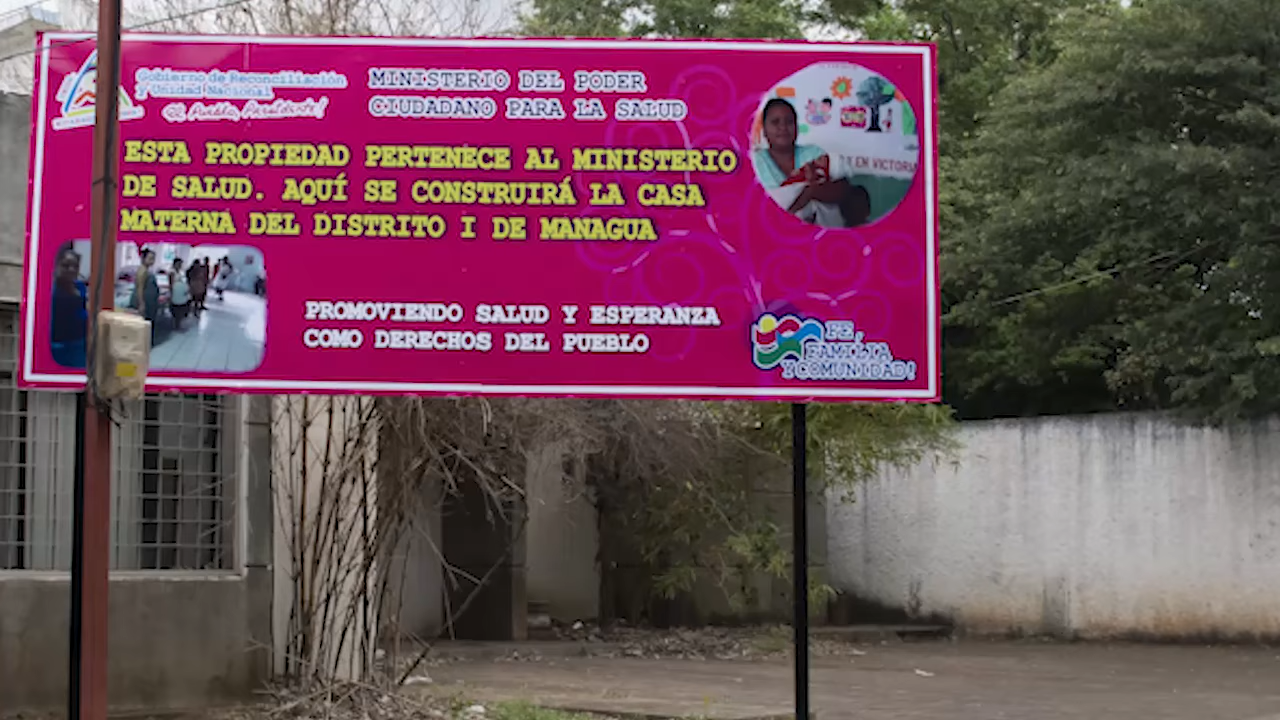 Gobierno de Reconciliación
y Unidad Nacional
El Pueblo, Presidente!
MINISTERIO DEL PODER
CIUDADANO PARA LA SALUD
ESTA PROPIEDAD PERTENECE AL MINISTERIO
DE SALUD. AQUÍ SE CONSTRUIRÁ LA CASA
MATERNA DEL DISTRITO I DE MANAGUA
EN VICTORI
PROMOVIENDO SALUD Y ESPERANZA
COMO DERECHOS DEL PUEBLO
FE,
FAMILIA
Y COMUNIDAD!